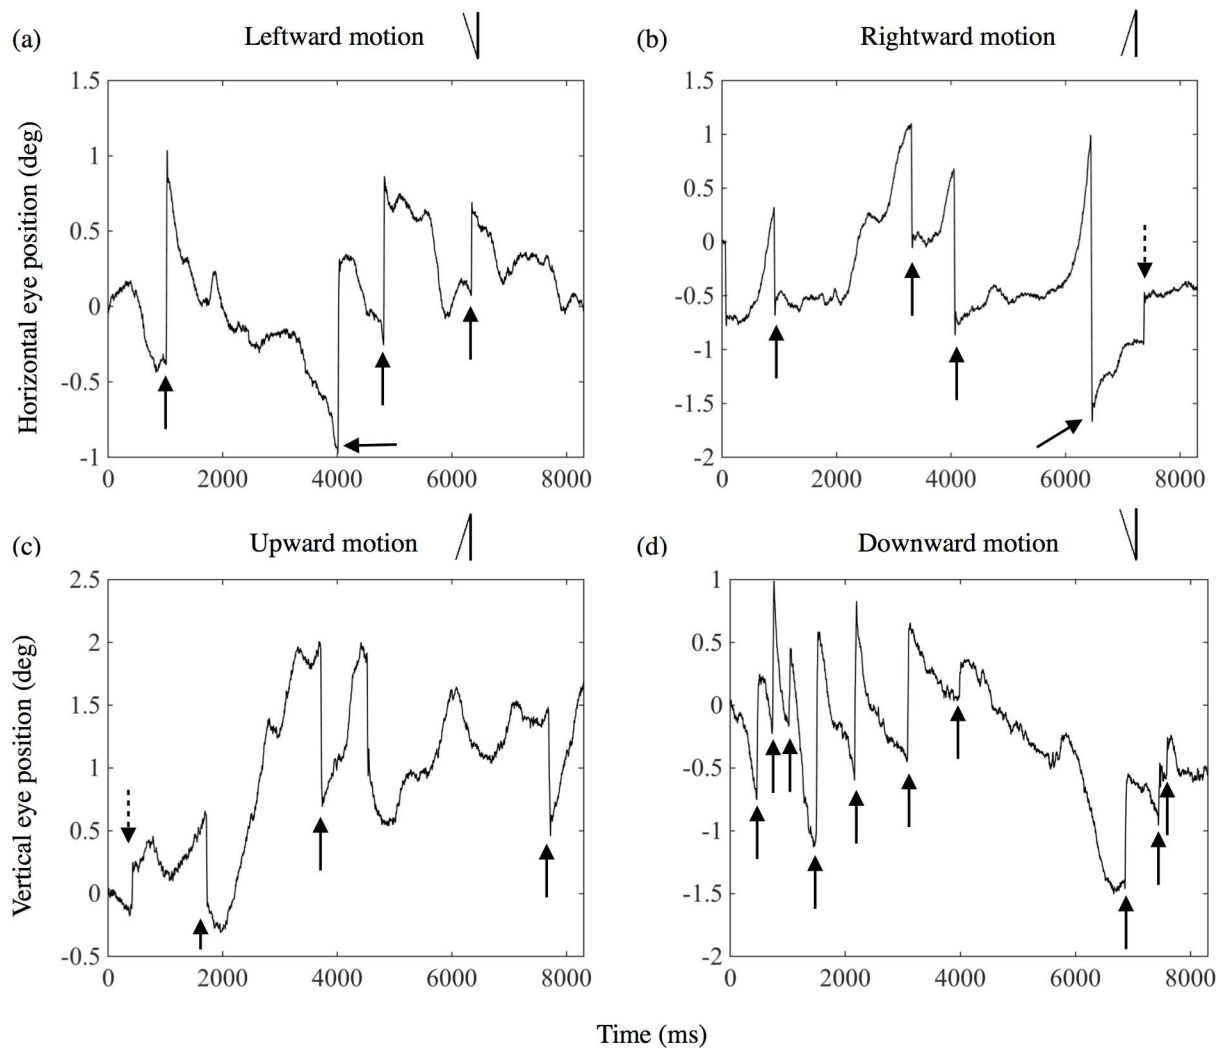 (a) Leftward motion
(b) Rightward motion
Horizontal eye position (deg)
1.5
1
0.5
0
-0.5
-1
0 2000 4000 6000 8000
1.5
1
0.5
0
-0.5
-1
-1.5
-2
0 2000 4000 6000 8000
(c) Upward motion
(d) Downward motion
Vertical eye position (deg)
2.5
2
1.5
1
0.5
0
-0.5
0 2000 4000 6000 8000
1
0.5
0
-0.5
-1
-1.5
-2
0 2000 4000 6000 8000
Time (ms)